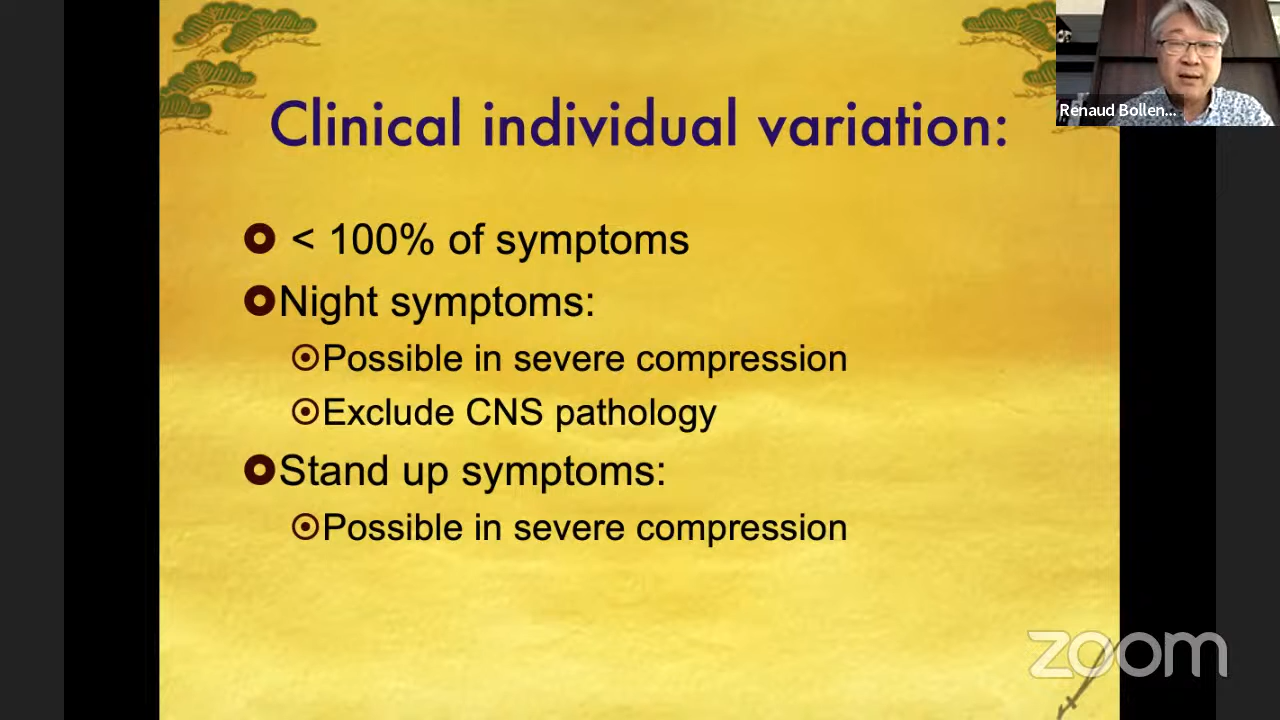 Clinical individual variation:
< 100% of symptoms
Night symptoms:
Possible in severe compression
Exclude CNS pathology
Stand up symptoms:
Possible in severe compression
Renaud Bollen...
zoom